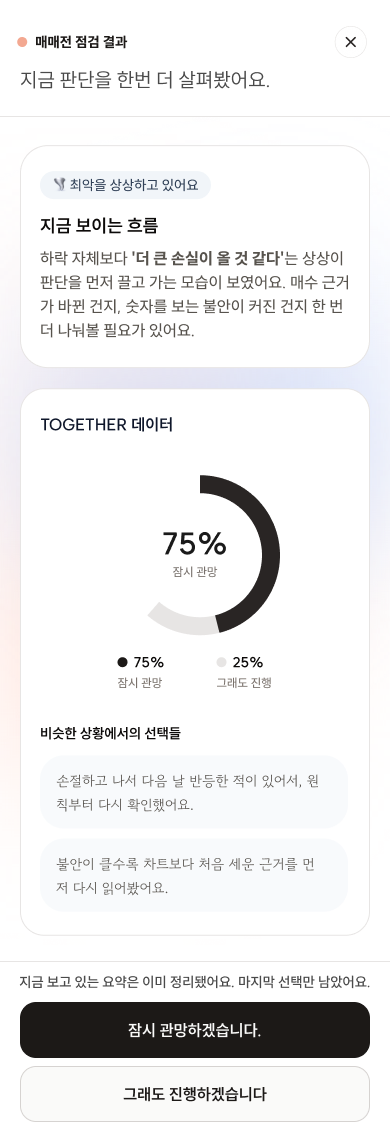 매매전 점검 결과
지금 판단을 한번 더 살펴봤어요.
최악을 상상하고 있어요
지금 보이는 흐름
하락 자체보다 '더 큰 손실이 올 것 같다'는 상상이
판단을 먼저 끌고 가는 모습이 보였어요. 매수 근거
가 바뀐 건지, 숫자를 보는 불안이 커진 건지 한 번
더 나눠볼 필요가 있어요.
TOGETHER 데이터
75%
잠시 관망
75%
잠시 관망
25%
그래도 진행
비슷한 상황에서의 선택들
손절하고 나서 다음 날 반등한 적이 있어서, 원
칙부터 다시 확인했어요.
불안이 클수록 차트보다 처음 세운 근거를 먼
저 다시 읽어봤어요.
지금 보고 있는 요약은 이미 정리됐어요. 마지막 선택만 남았어요.
잠시 관망하겠습니다.
그래도 진행하겠습니다